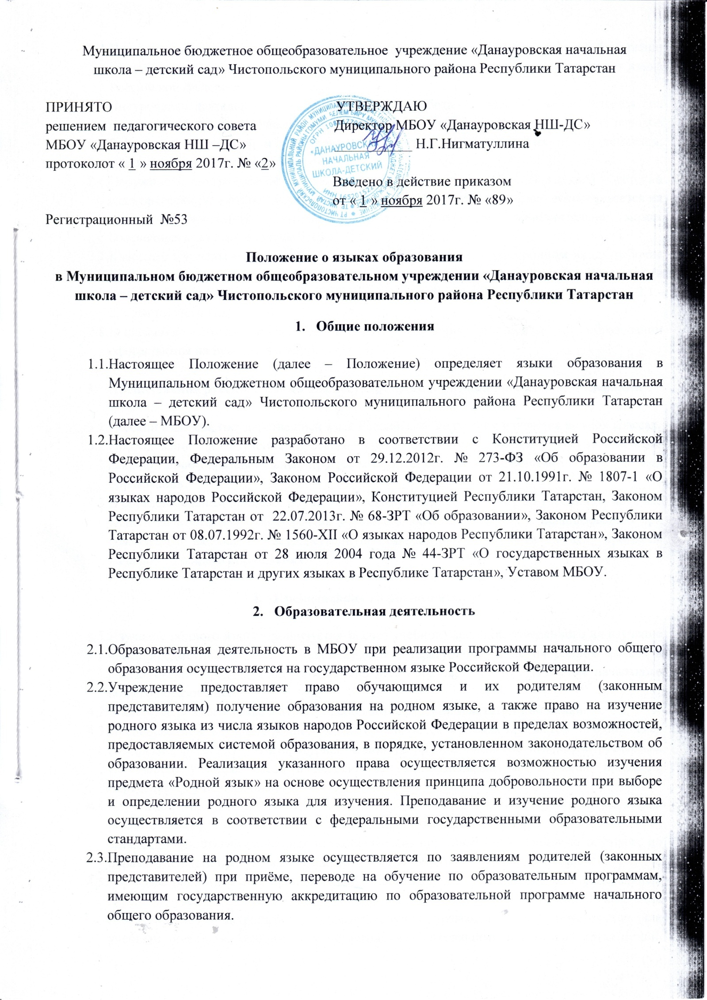 Муниципальное бюджетное общеобразовательное учреждение «Данауровская начальная
школа – детский сад» Чистопольского муниципального района Республики Татарстан
ПРИНЯТО
решением педагогического совета
МБОУ «Данауровская НШ –ДС»
протоколот « 1 » ноября 2017г. № «2»
УТВЕРЖДАЮ
Директор МБОУ «Данауровская НШ-ДС»
Н.Г.Нигматуллина
Введено в действие приказом
от « 1 » ноября 2017г. № «89»
«ДАНАУРОВСКАЯ
НАЧАЛЬНАЯ
ШКОЛА-ДЕТСКИЙ
САД
Регистрационный №53
Положение о языках образования
в Муниципальном бюджетном общеобразовательном учреждении «Данауровская начальная
школа – детский сад» Чистопольского муниципального района Республики Татарстан
1. Общие положения
1.1.Настоящее Положение (далее – Положение) определяет языки образования в
Муниципальном бюджетном общеобразовательном учреждении «Данауровская начальная
школа – детский сад» Чистопольского муниципального района Республики Татарстан
(далее – МБОУ).
1.2.Настоящее Положение разработано в соответствии с Конституцией Российской
Федерации, Федеральным Законом от 29.12.2012г. № 273-ФЗ «Об образовании в
Российской Федерации», Законом Российской Федерации от 21.10.1991г. № 1807-1 «О
языках народов Российской Федерации», Конституцией Республики Татарстан, Законом
Республики Татарстан от 22.07.2013г. № 68-ЗРТ «Об образовании», Законом Республики
Татарстан от 08.07.1992г. № 1560-XII «О языках народов Республики Татарстан», Законом
Республики Татарстан от 28 июля 2004 года № 44-ЗРТ «О государственных языках в
Республике Татарстан и других языках в Республике Татарстан», Уставом МБОУ.
2. Образовательная деятельность
2.1.Образовательная деятельность в МБОУ при реализации программы начального общего
образования осуществляется на государственном языке Российской Федерации.
2.2.Учреждение предоставляет право обучающимся и их родителям (законным
представителям) получение образования на родном языке, а также право на изучение
родного языка из числа языков народов Российской Федерации в пределах возможностей,
предоставляемых системой образования, в порядке, установленном законодательством об
образовании. Реализация указанного права осуществляется возможностью изучения
предмета «Родной язык» на основе осуществления принципа добровольности при выборе
и определении родного языка для изучения. Преподавание и изучение родного языка
осуществляется в соответствии с федеральными государственными образовательными
стандартами.
2.3.Преподавание на родном языке осуществляется по заявлениям родителей (законных
представителей) при приёме, переводе на обучение по образовательным программам,
имеющим государственную аккредитацию по образовательной программе начального
общего образования.